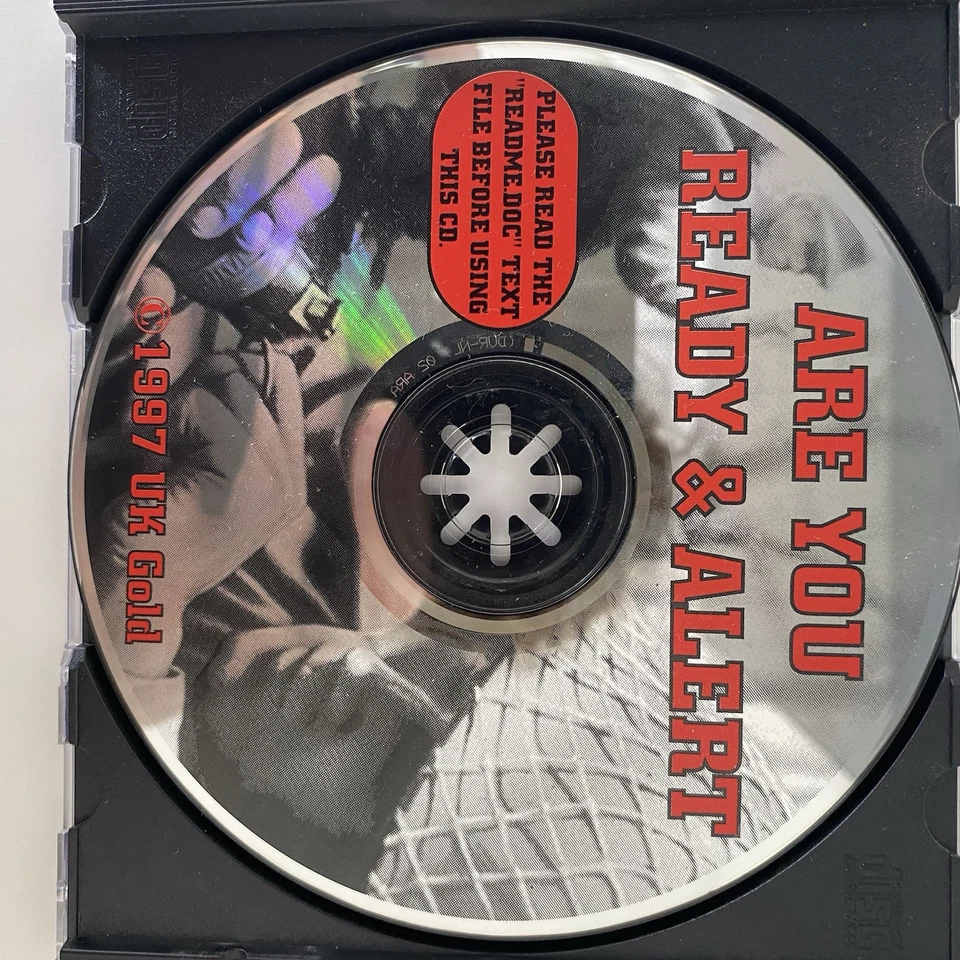 ARE YOU
READY & ALERT
PLEASE READ THE
"README.DOC" TEXT
FILE BEFORE USING
THIS CD.
© 1997 UK Gold